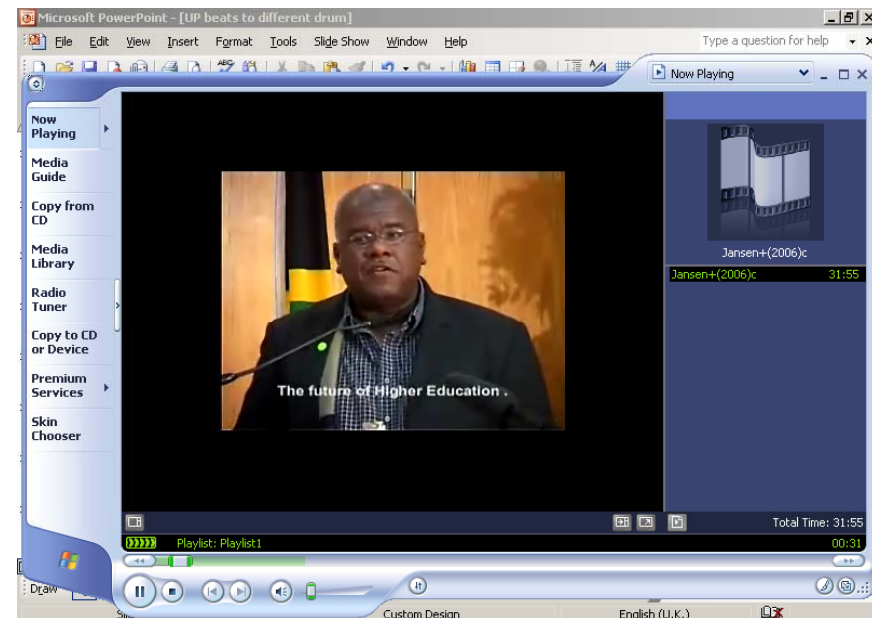 Microsoft PowerPoint - [UP beats to different drum]
File Edit View Insert Format Tools Slide Show Window Help
Type a question for help
Now Playing
Now
Playing
Media
Guide
Copy from
CD
Media
Library
Radio
Tuner
Copy to CD
or Device
Premium
Services
Skin
Chooser
The future of Higher Education .
Jansen+(2006)c
Jansen+(2006)c 31:55
Total Time: 31:55
Playlist: Playlist1 00:31
Draw
Custom Design English (U.K.)